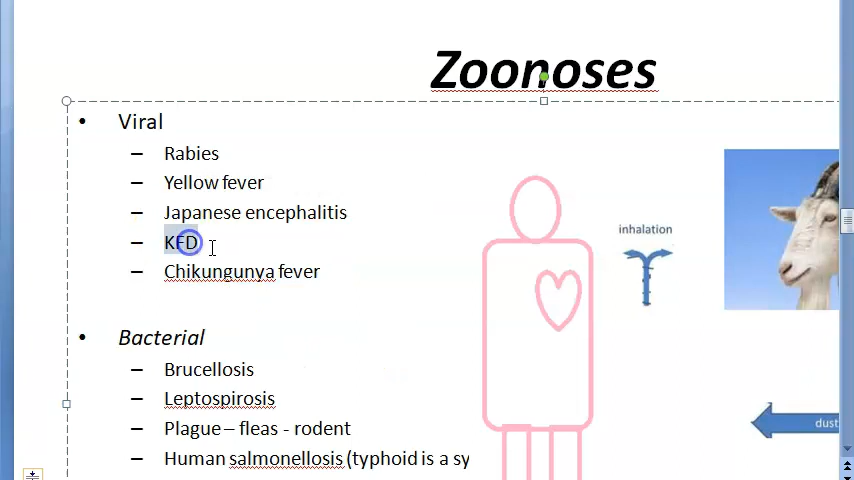 Zoonoses
• Viral
– Rabies
– Yellow fever
– Japanese encephalitis
– KFD
– Chikungunya fever
inhalation
• Bacterial
– Brucellosis
– Leptospirosis
– Plague – fleas - rodent
– Human salmonellosis (typhoid is a sy
dust